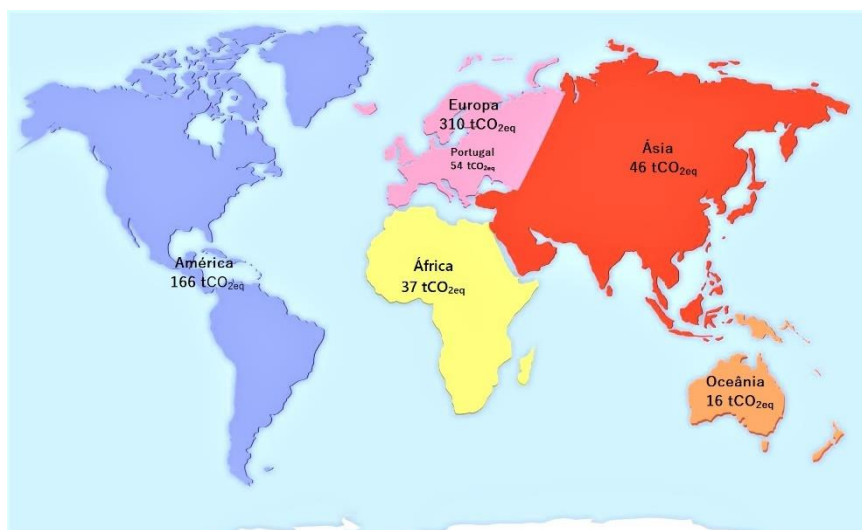 Europa
310 tCO₂eq
Portugal
54 tCO₂eq
Ásia
46 tCO₂eq
América
166 tCO₂eq
África
37 tCO₂eq
Oceânia
16 tCO₂eq